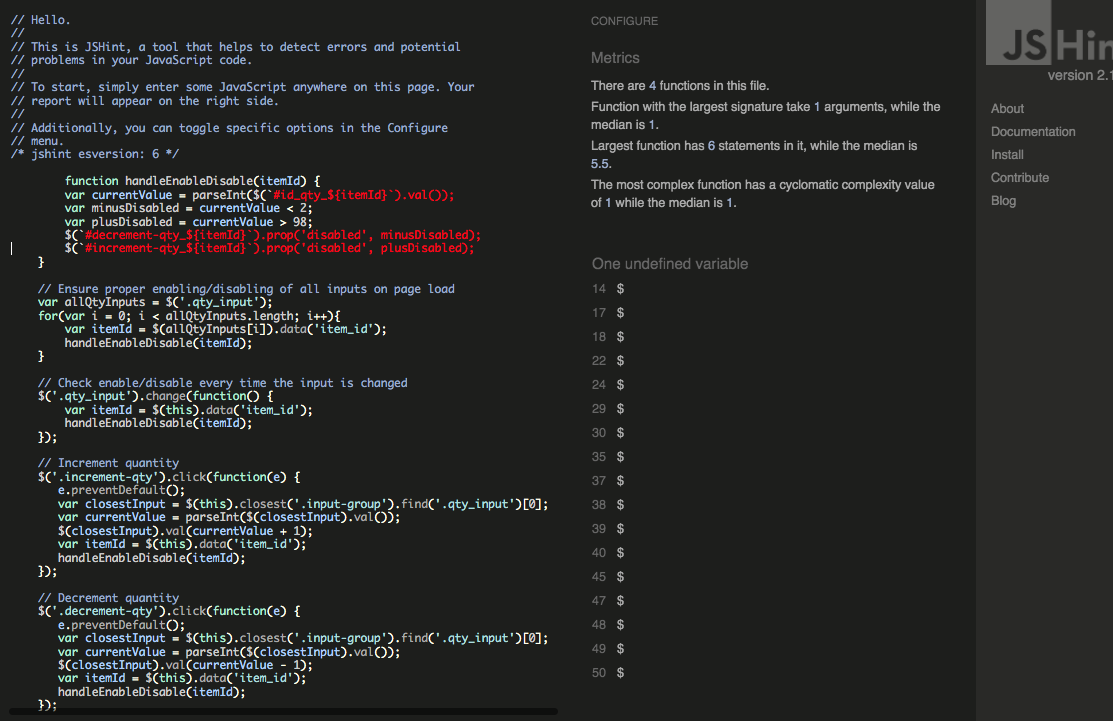 // Hello.
//
// This is JSHint, a tool that helps to detect errors and potential
// problems in your JavaScript code.
//
// To start, simply enter some JavaScript anywhere on this page. Your
// report will appear on the right side.
//
// Additionally, you can toggle specific options in the Configure
// menu.
/* jshint esversion: 6 */
function handleEnableDisable(itemId) {
var currentValue = parseInt($(`#id_qty_${itemId}`).val());
var minusDisabled = currentValue < 2;
var plusDisabled = currentValue > 98;
$(`#decrement-qty_${itemId}`).prop('disabled', minusDisabled);
$(`#increment-qty_${itemId}`).prop('disabled', plusDisabled);
}
// Ensure proper enabling/disabling of all inputs on page load
var allQtyInputs = $('.qty_input');
for(var i = 0; i < allQtyInputs.length; i++){
var itemId = $(allQtyInputs[i]).data('item_id');
handleEnableDisable(itemId);
}
// Check enable/disable every time the input is changed
$('.qty_input').change(function() {
var itemId = $(this).data('item_id');
handleEnableDisable(itemId);
});
// Increment quantity
$('.increment-qty').click(function(e) {
e.preventDefault();
var closestInput = $(this).closest('.input-group').find('.qty_input')[0];
var currentValue = parseInt($(closestInput).val());
$(closestInput).val(currentValue + 1);
var itemId = $(this).data('item_id');
handleEnableDisable(itemId);
});
// Decrement quantity
$('.decrement-qty').click(function(e) {
e.preventDefault();
var closestInput = $(this).closest('.input-group').find('.qty_input')[0];
var currentValue = parseInt($(closestInput).val());
$(closestInput).val(currentValue - 1);
var itemId = $(this).data('item_id');
handleEnableDisable(itemId);
});
CONFIGURE
Metrics
There are 4 functions in this file.
Function with the largest signature take 1 arguments, while the
median is 1.
Largest function has 6 statements in it, while the median is
5.5.
The most complex function has a cyclomatic complexity value
of 1 while the median is 1.
One undefined variable
14 $
17 $
18 $
22 $
24 $
29 $
30 $
35 $
37 $
38 $
39 $
40 $
45 $
47 $
48 $
49 $
50 $
JSHin
version 2.1
About
Documentation
Install
Contribute
Blog